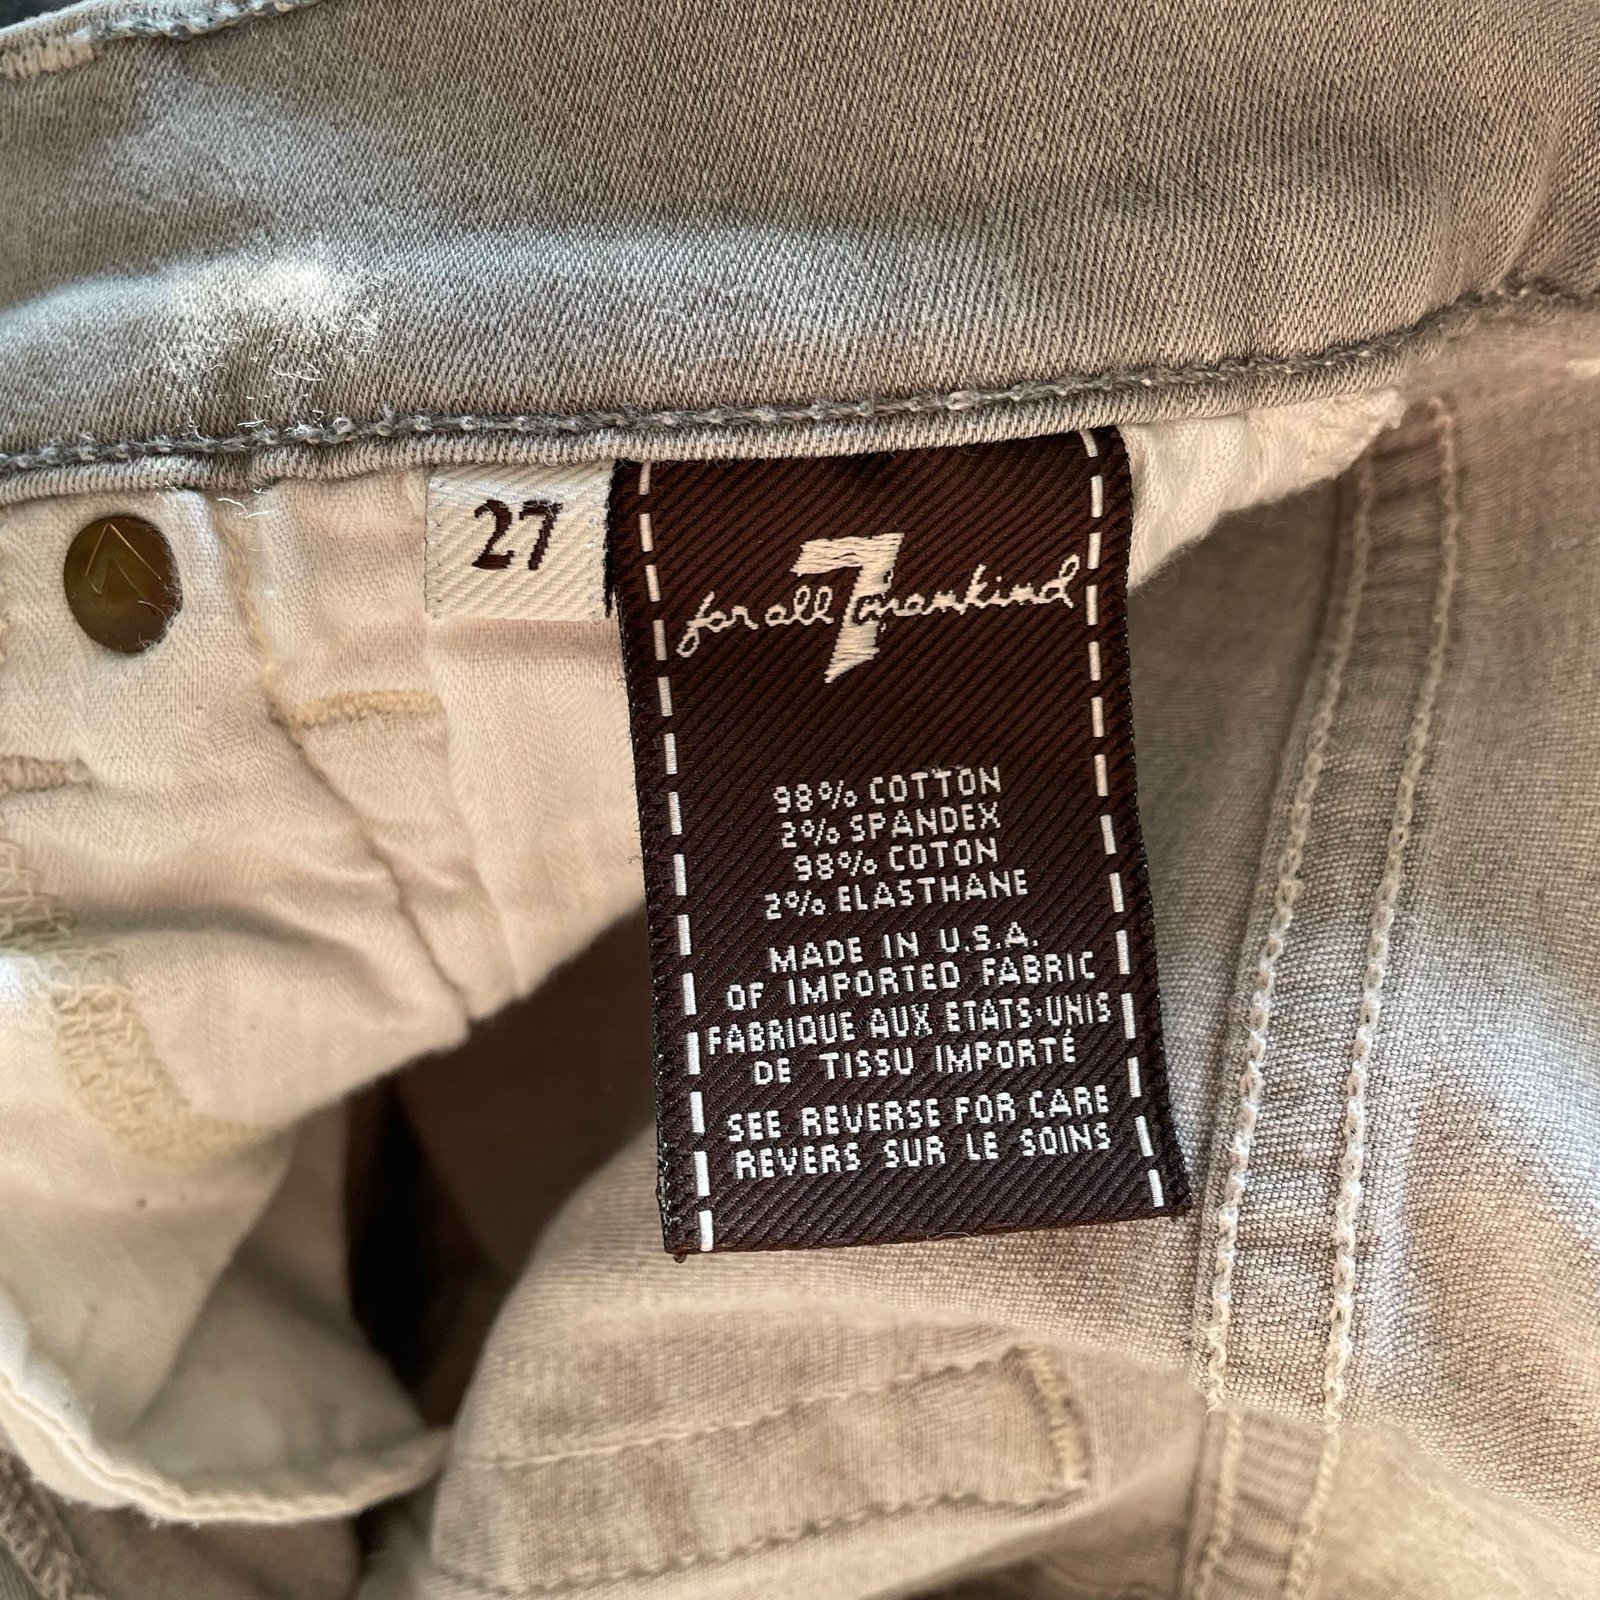 27
for all 7 mankind
98% COTTON
2% SPANDEX
98% COTON
2% ELASTHANE
MADE IN U.S.A.
OF IMPORTED FABRIC
FABRIQUE AUX ETATS-UNIS
DE TISSU IMPORTÉ
SEE REVERSE FOR CARE
REVERS SUR LE SOINS